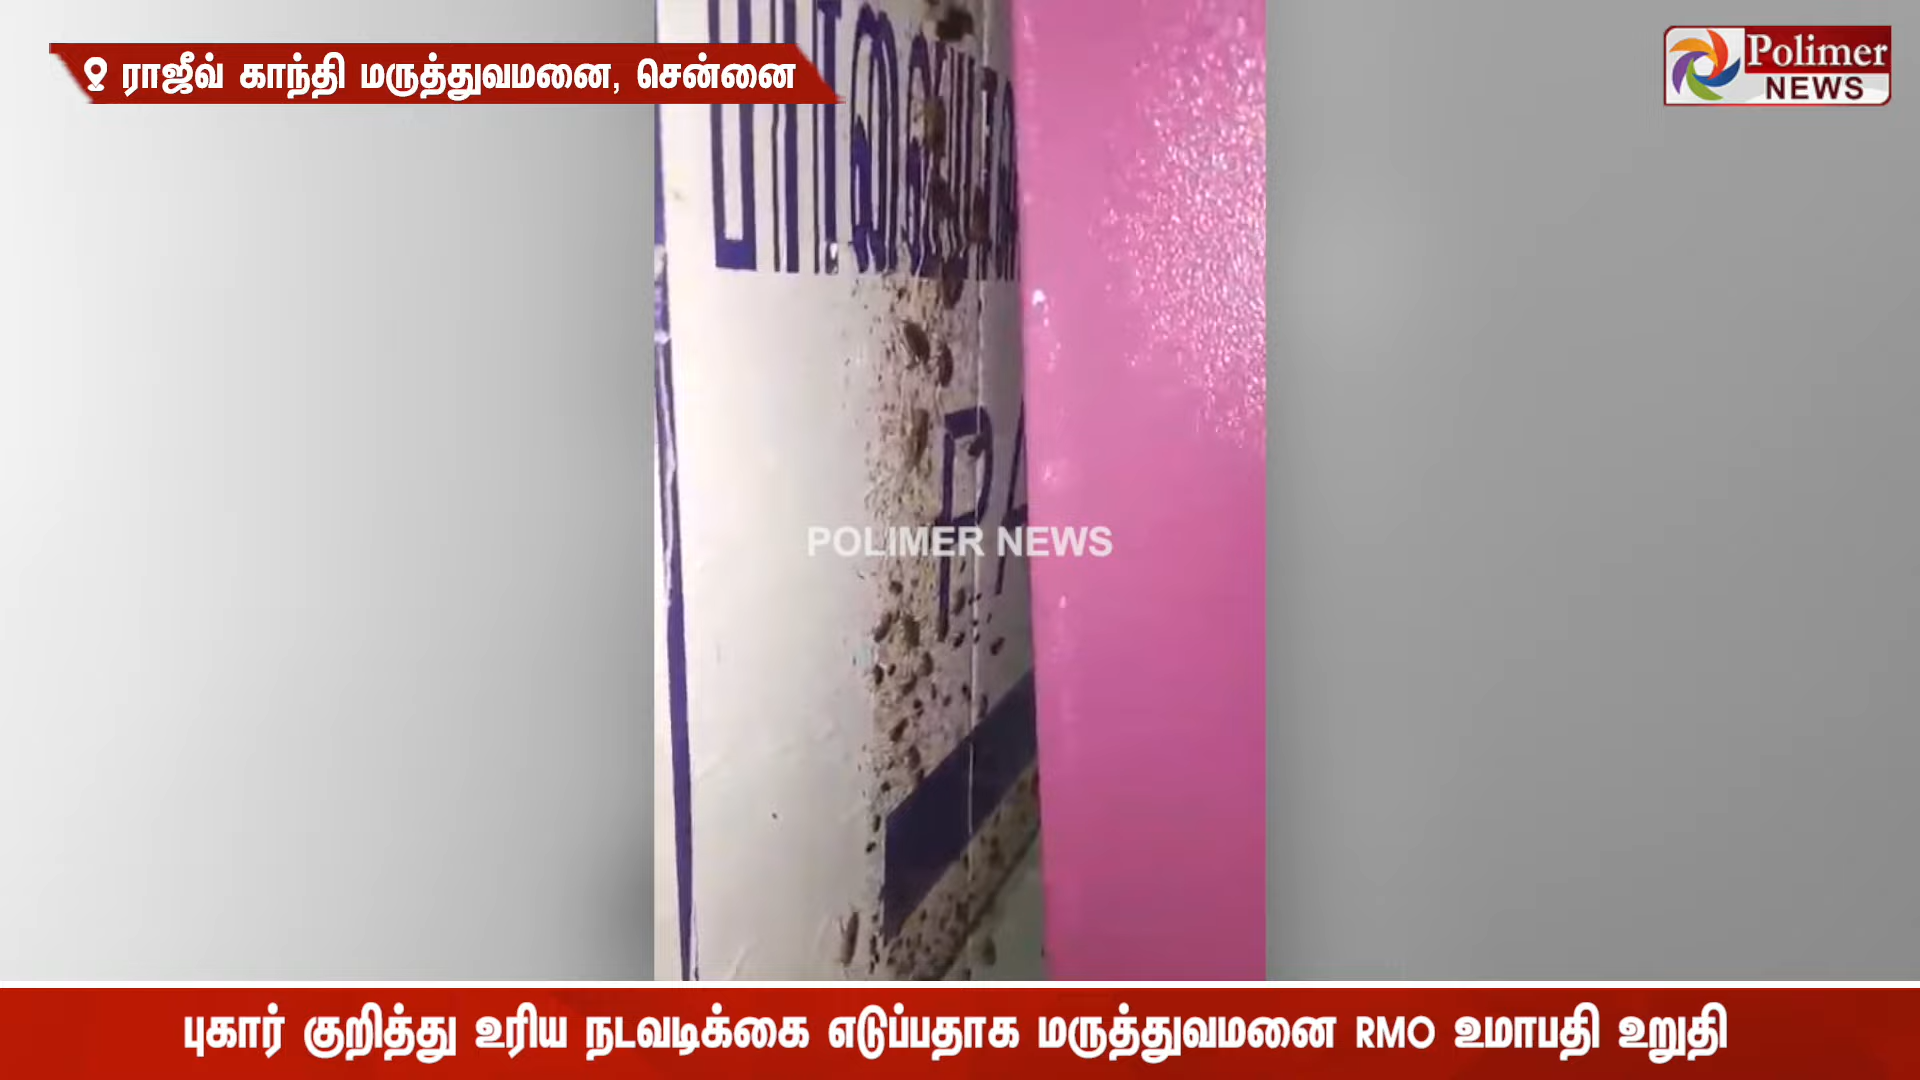 ராஜீவ் காந்தி மருத்துவமனை, சென்னை
Polimer
NEWS
POLIMER NEWS
புகார் குறித்து உரிய நடவடிக்கை எடுப்பதாக மருத்துவமனை RMO உமாபதி உறுதி